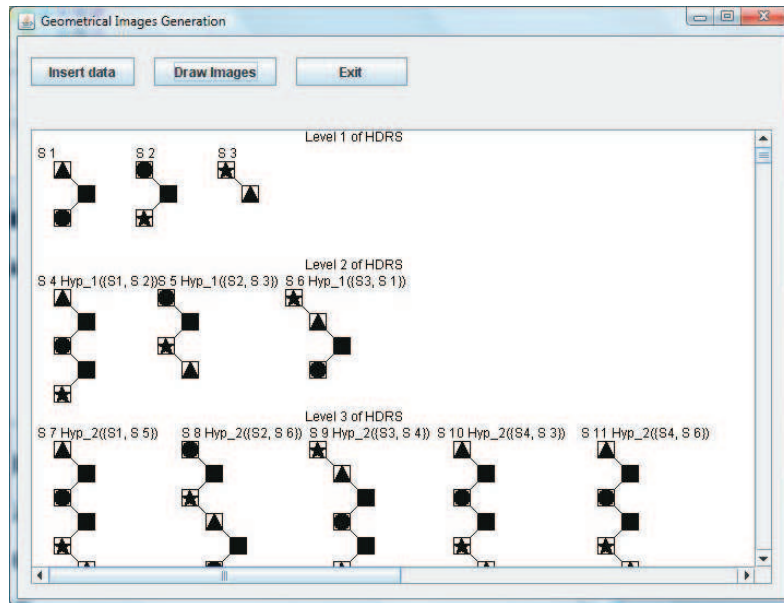 Geometrical Images Generation
Insert data Draw Images Exit
Level 1 of HDRS
S 1 S 2 S 3
Level 2 of HDRS
S 4 Hyp_1((S1, S 2)) S 5 Hyp_1((S2, S 3)) S 6 Hyp_1((S3, S 1))
Level 3 of HDRS
S 7 Hyp_2((S1, S 5)) S 8 Hyp_2((S2, S 6)) S 9 Hyp_2((S3, S 4)) S 10 Hyp_2((S4, S 3)) S 11 Hyp_2((S4, S 6))